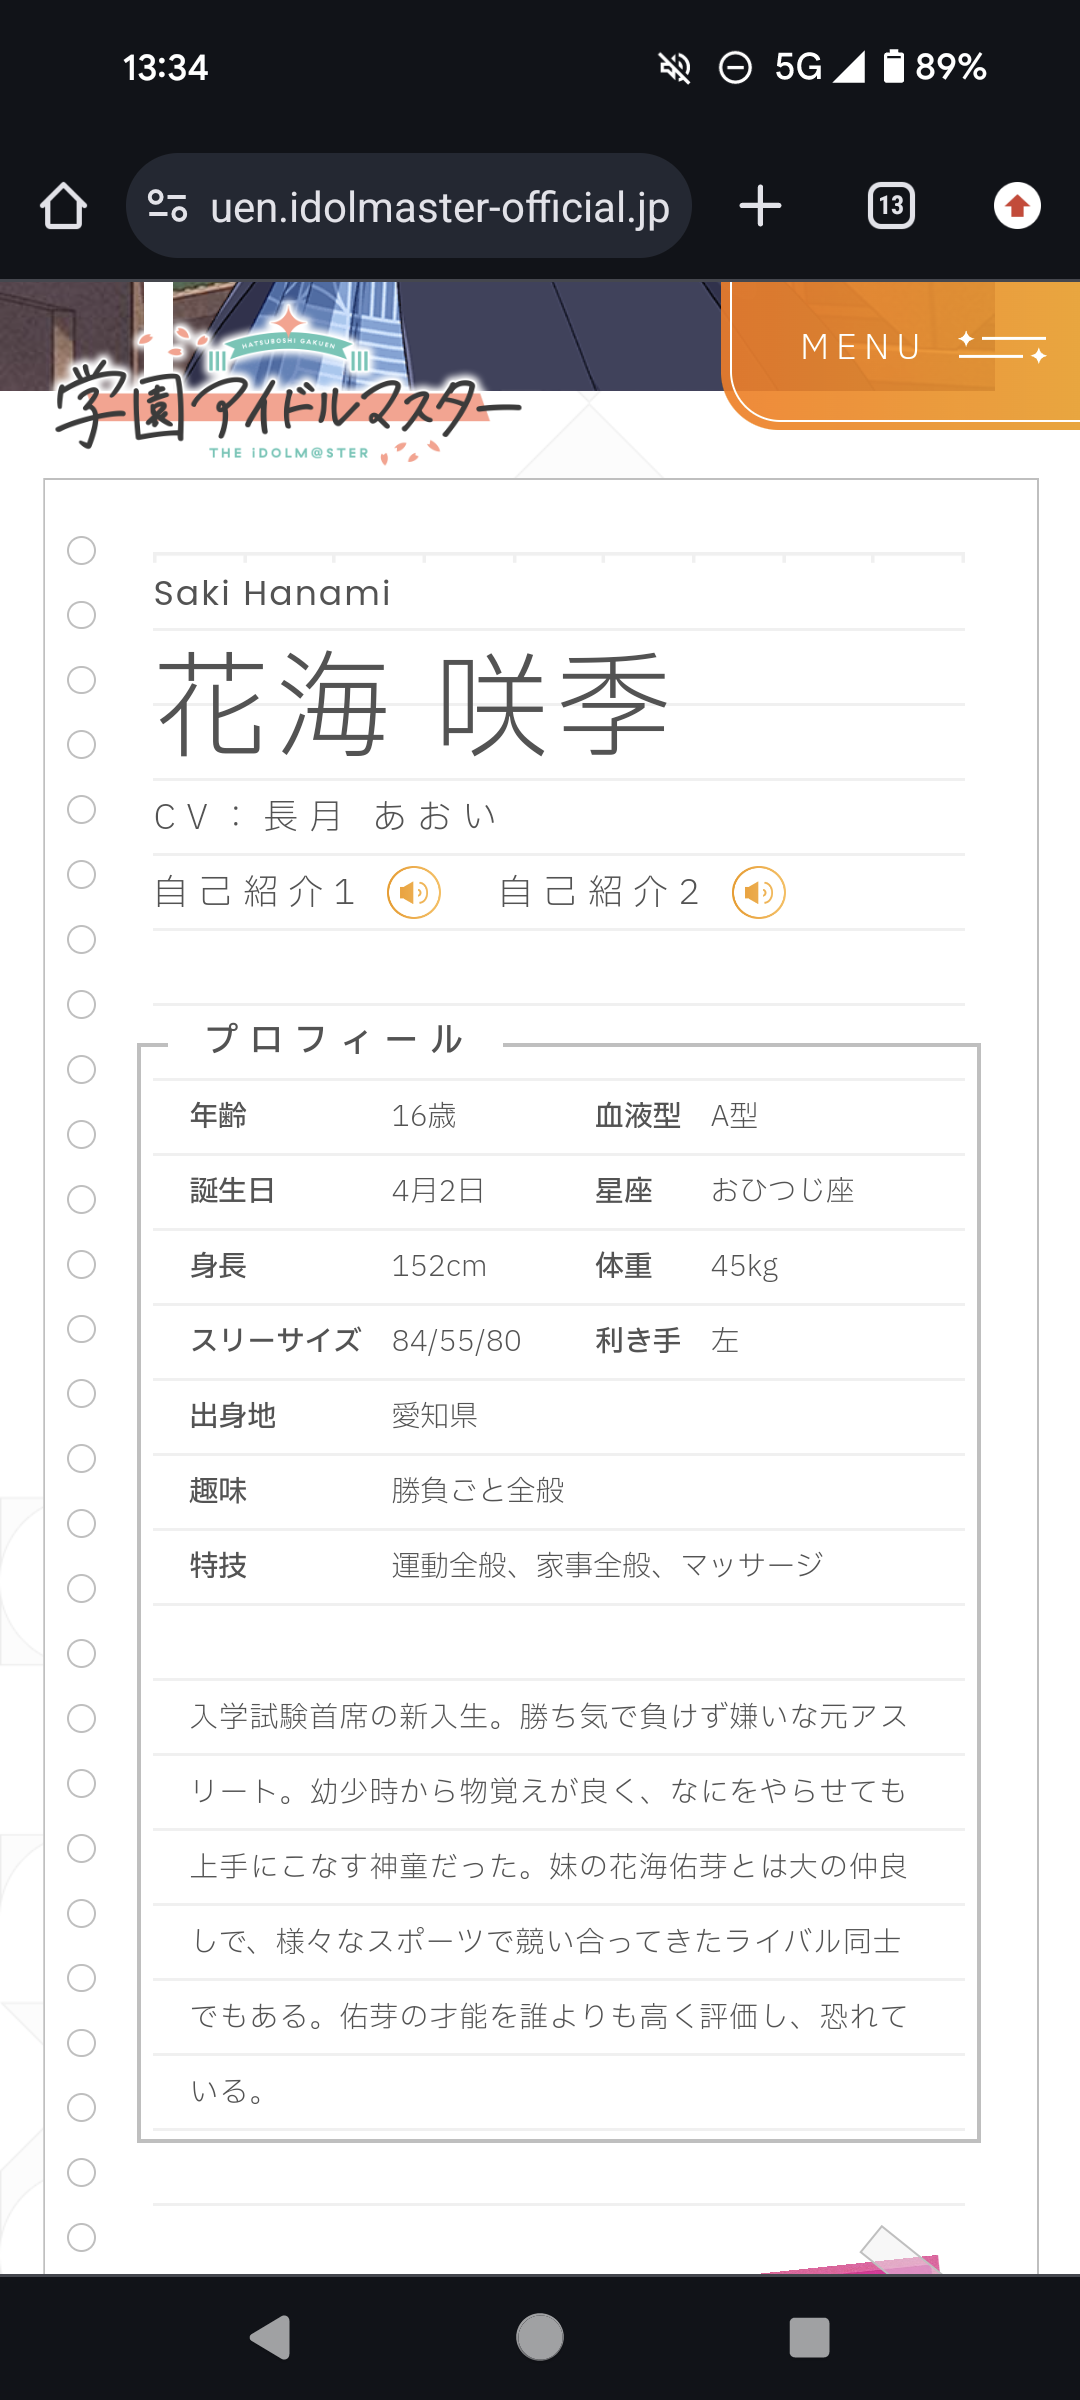 13:34 5G 89%
uen.idolmaster-official.jp 13
HATSUBOSHI GAKUEN
学園アイドルマスター
THE iDOLM@STER
MENU
Saki Hanami
花海 咲季
CV：長月 あおい
自己紹介1 自己紹介2
プロフィール
年齢 16歳 血液型 A型
誕生日 4月2日 星座 おひつじ座
身長 152cm 体重 45kg
スリーサイズ 84/55/80 利き手 左
出身地 愛知県
趣味 勝負ごと全般
特技 運動全般、家事全般、マッサージ
入学試験首席の新入生。勝ち気で負けず嫌いな元アス
リート。幼少時から物覚えが良く、なにをやらせても
上手にこなす神童だった。妹の花海佑芽とは大の仲良
しで、様々なスポーツで競い合ってきたライバル同士
でもある。佑芽の才能を誰よりも高く評価し、恐れて
いる。